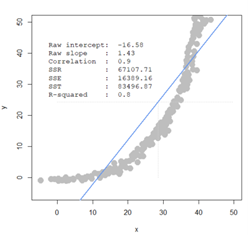 Raw intercept: -16.58
Raw slope : 1.43
Correlation : 0.9
SSR : 67107.71
SSE : 16389.16
SST : 83496.87
R-squared : 0.8
50
40
30
20
10
0
y
0 10 20 30 40 50
x